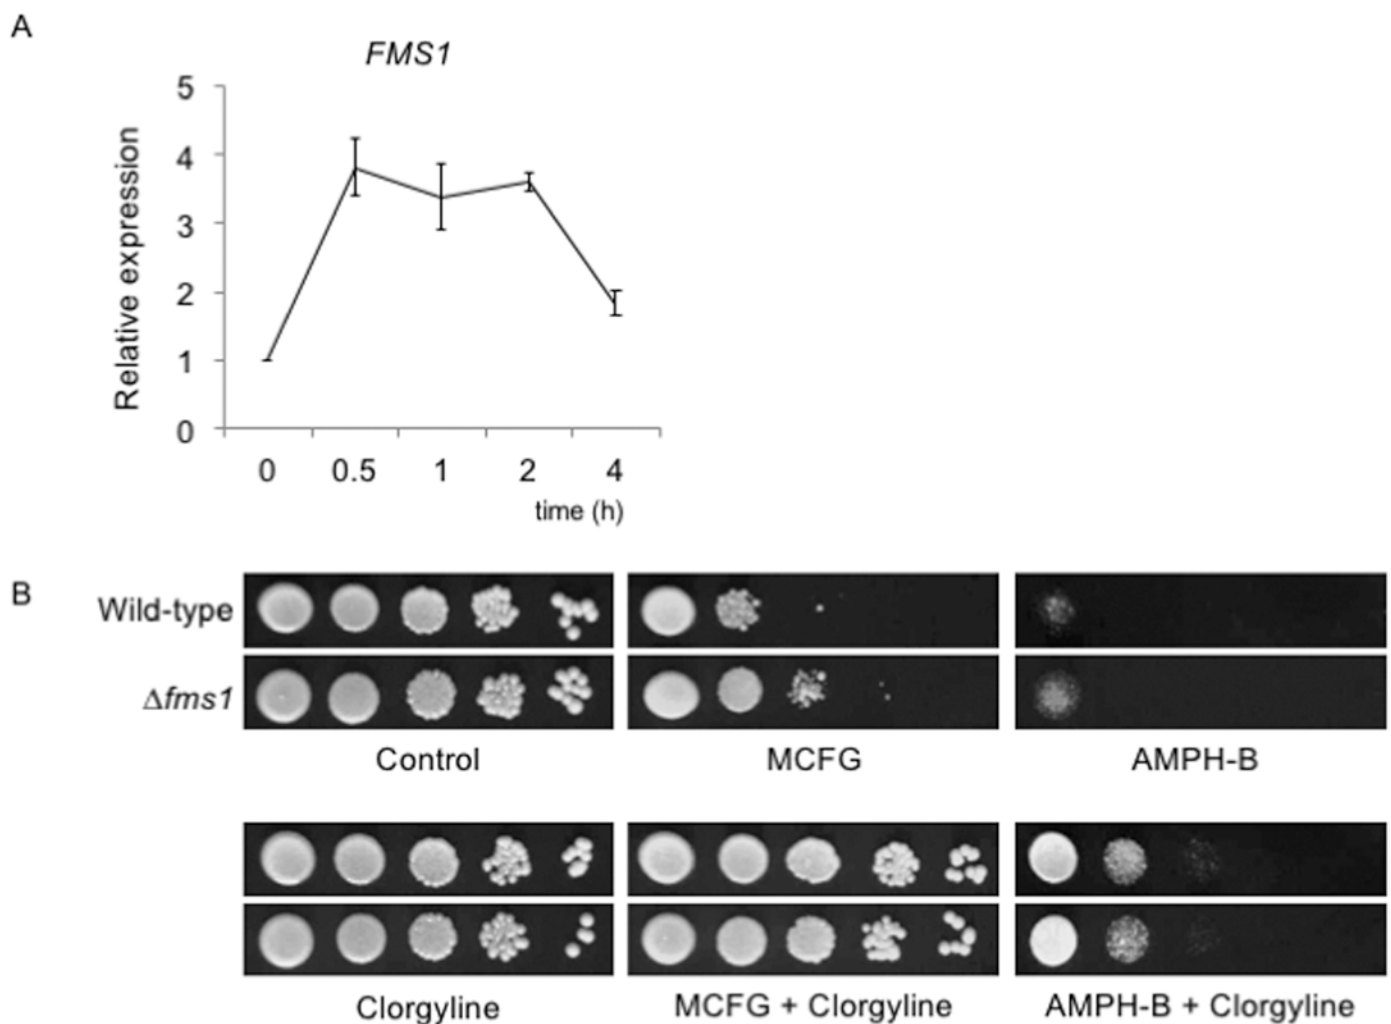 A
FMS1
Relative expression
5
4
3
2
1
0
0 0.5 1 2 4
time (h)
B
Wild-type
Δfms1
Control MCFG AMPH-B
Clorgyline MCFG + Clorgyline AMPH-B + Clorgyline